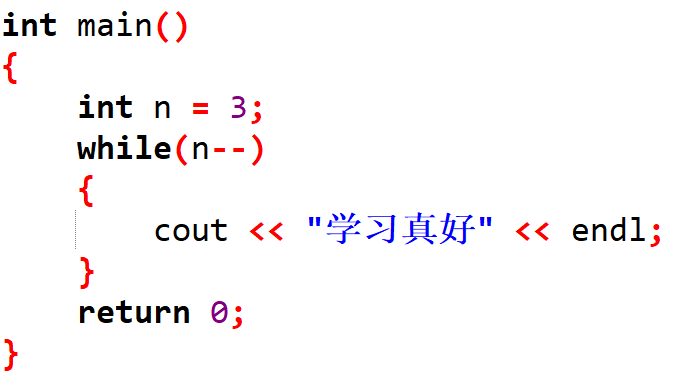 int main()
{
    int n = 3;
    while(n--)
    {
        cout << "学习真好" << endl;
    }
    return 0;
}